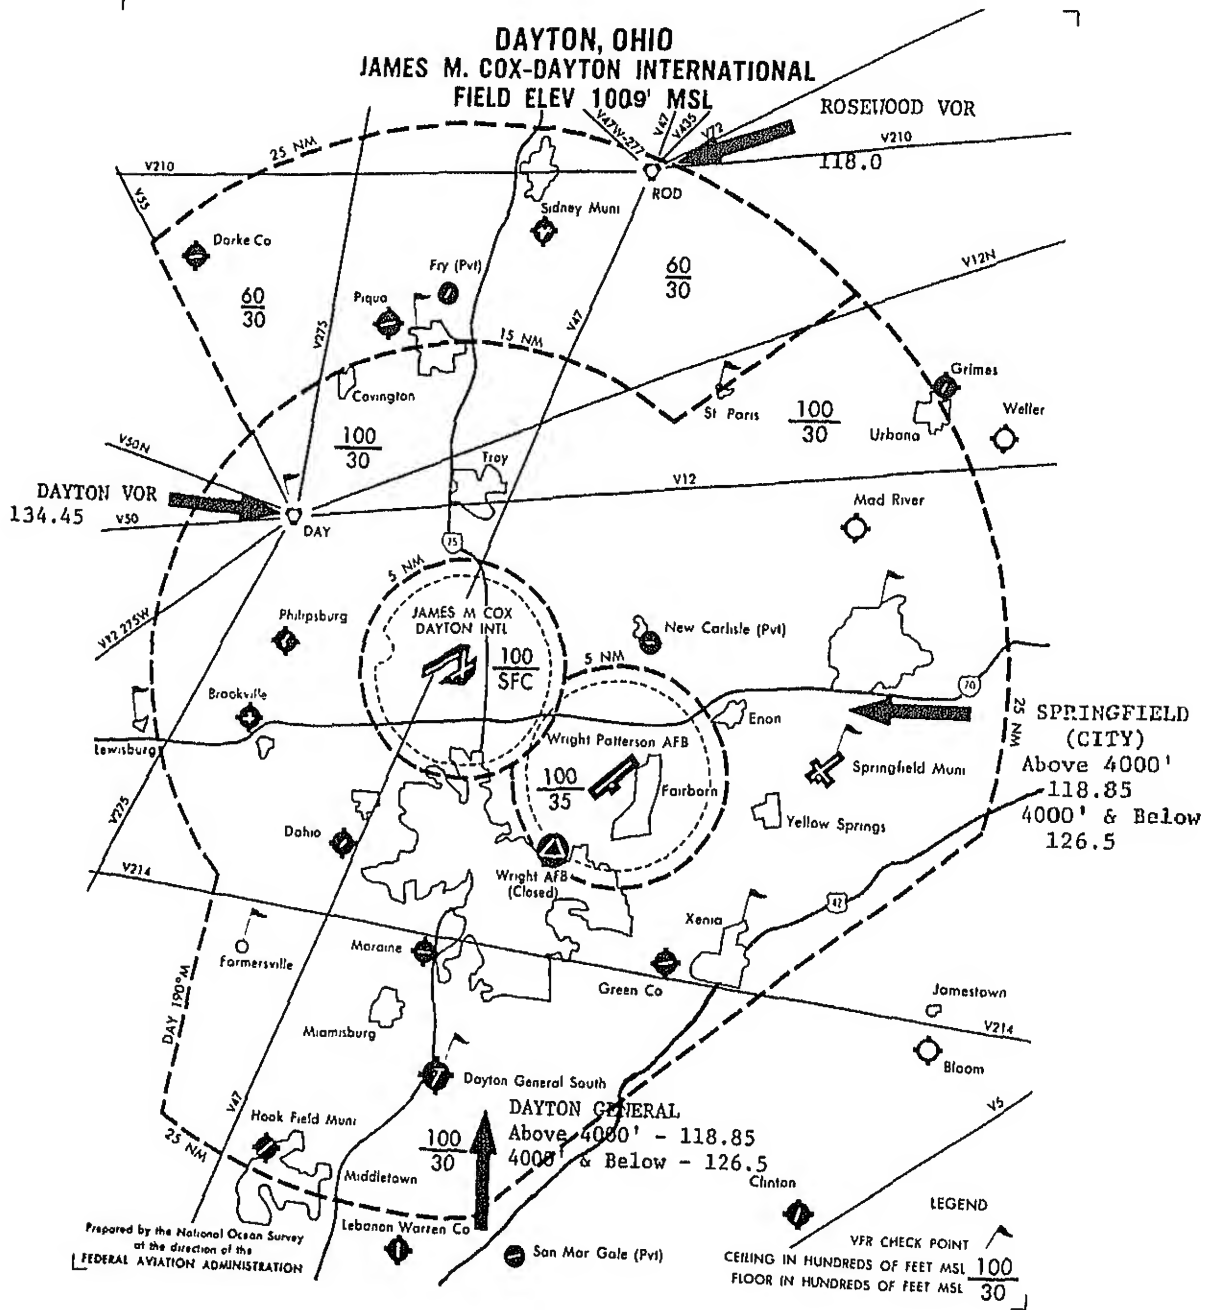 DAYTON, OHIO
JAMES M. COX-DAYTON INTERNATIONAL
FIELD ELEV 1009' MSL
ROSEWOOD VOR
118.0
25 NM
V47W-277
V47
V435
V72
V210
V210
V55
ROD
Sidney Muni
Darke Co
Fry (Pvt)
V12N
60
30
60
30
Piqua
V275
V47
15 NM
Covington
St Paris
Grimes
100
30
Urbana
Weller
100
30
V50N
Troy
V12
DAYTON VOR
134.45
V50
DAY
Mad River
75
5 NM
V12 275W
Philipsburg
JAMES M COX
DAYTON INTL
100
SFC
New Carlisle (Pvt)
5 NM
70
Brookville
Enon
25 NM
SPRINGFIELD
(CITY)
Above 4000'
118.85
4000' & Below
126.5
Lewisburg
Wright Patterson AFB
Springfield Muni
100
35
Fairborn
V275
Yellow Springs
Dahio
V214
Wright AFB
(Closed)
42
Xenia
Farmersville
Moraine
Green Co
DAY 190°M
Jamestown
Miamisburg
V214
Bloom
Dayton General South
V47
V5
Hook Field Muni
DAYTON GENERAL
Above 4000' - 118.85
4000' & Below - 126.5
100
30
25 NM
Middletown
Clinton
Lebanon Warren Co
San Mar Gale (Pvt)
Prepared by the National Ocean Survey
at the direction of the
FEDERAL AVIATION ADMINISTRATION
LEGEND
VFR CHECK POINT
CEILING IN HUNDREDS OF FEET MSL 100
FLOOR IN HUNDREDS OF FEET MSL 30